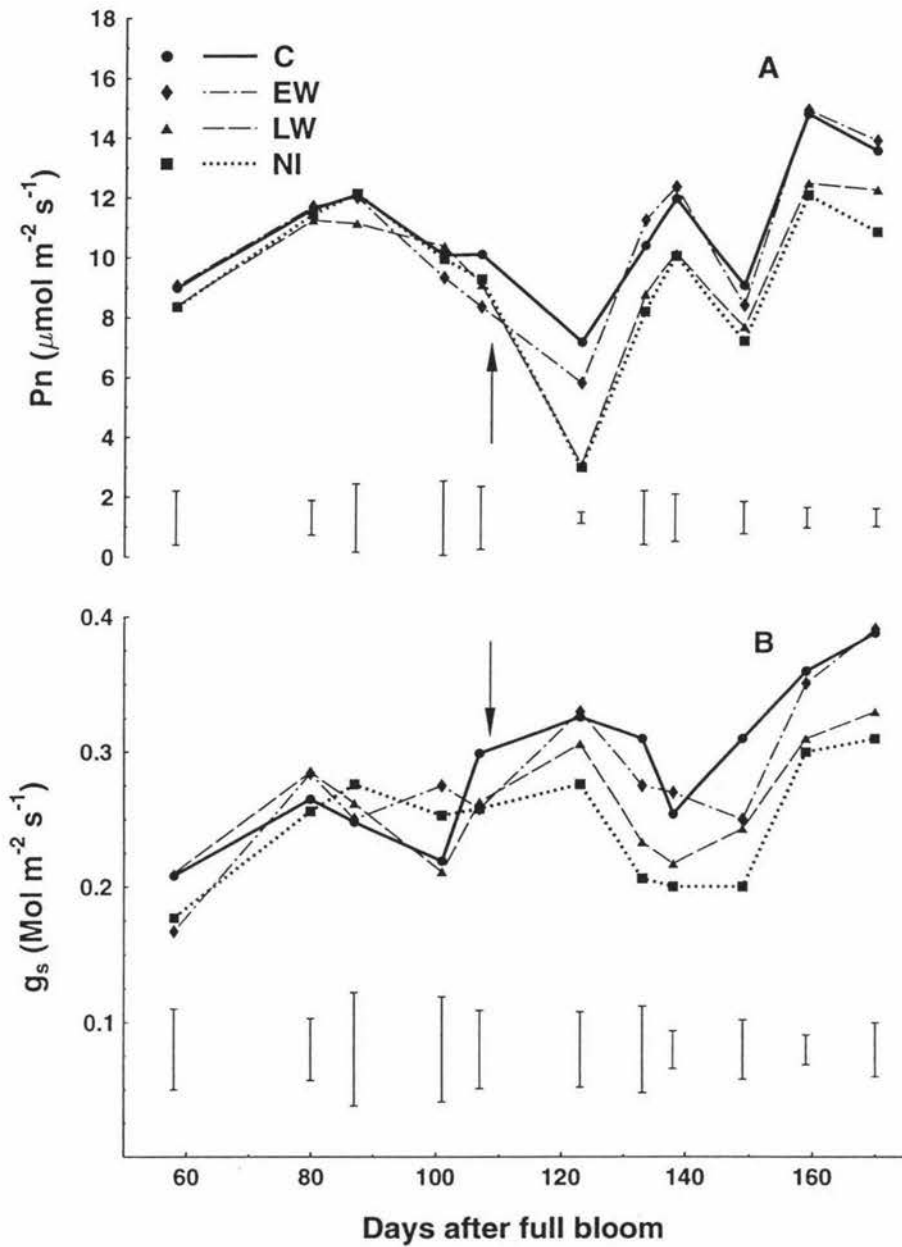 18
16
14
12
10
8
6
4
2
0
Pn (μmol m⁻² s⁻¹)
C
EW
LW
NI
A
0.4
0.3
0.2
0.1
gₛ (Mol m⁻² s⁻¹)
B
60 80 100 120 140 160
Days after full bloom